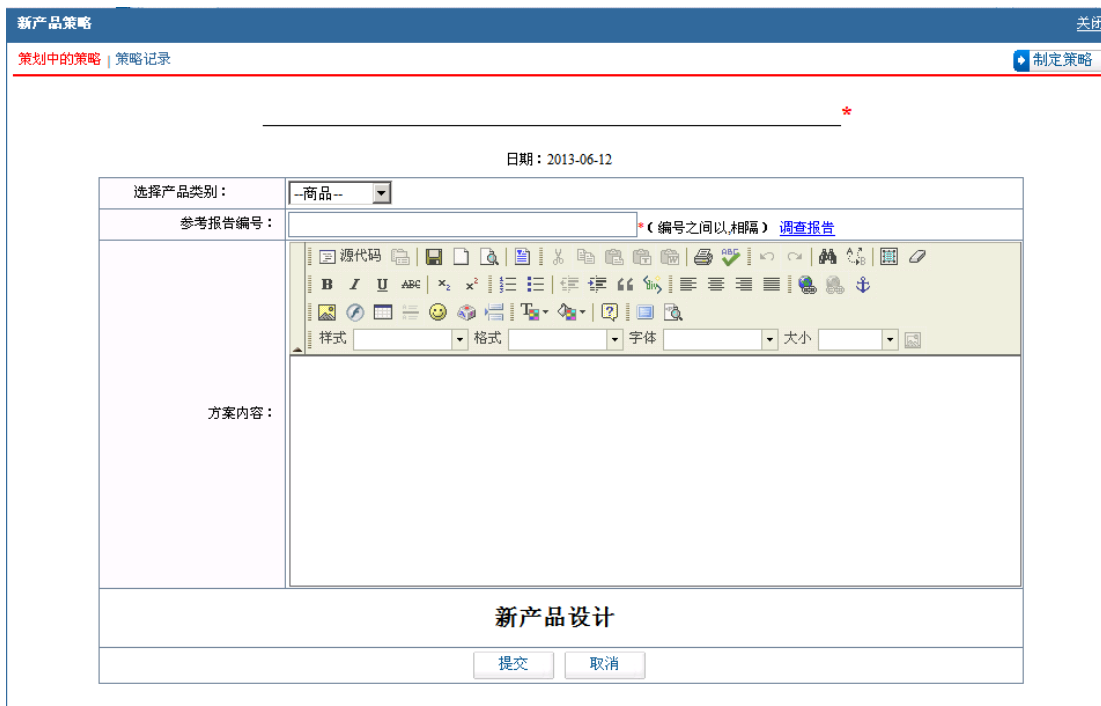 新产品策略 关闭
策划中的策略 | 策略记录 制定策略
*
日期：2013-06-12
选择产品类别： --商品--
参考报告编号： *（编号之间以,相隔） 调查报告
源代码
B I U ABC x₂ x²
样式 格式 字体 大小
方案内容：
新产品设计
提交 取消